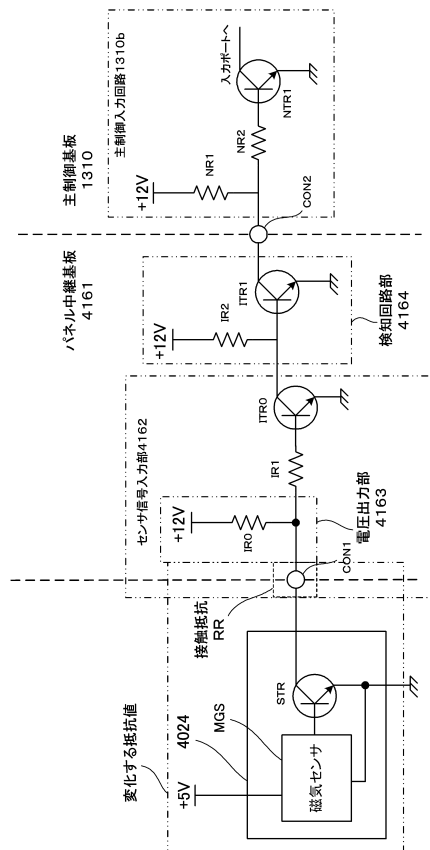 主制御基板
1310
主制御入力回路1310b
入力ポートへ
+12V
NR1
NR2
NTR1
CON2
パネル中継基板
4161
+12V
IR2
ITR1
検知回路部
4164
センサ信号入力部4162
+12V
IR0
IR1
ITR0
電圧出力部
4163
CON1
接触抵抗
RR
変化する抵抗値
+5V
4024
MGS
STR
磁気センサ